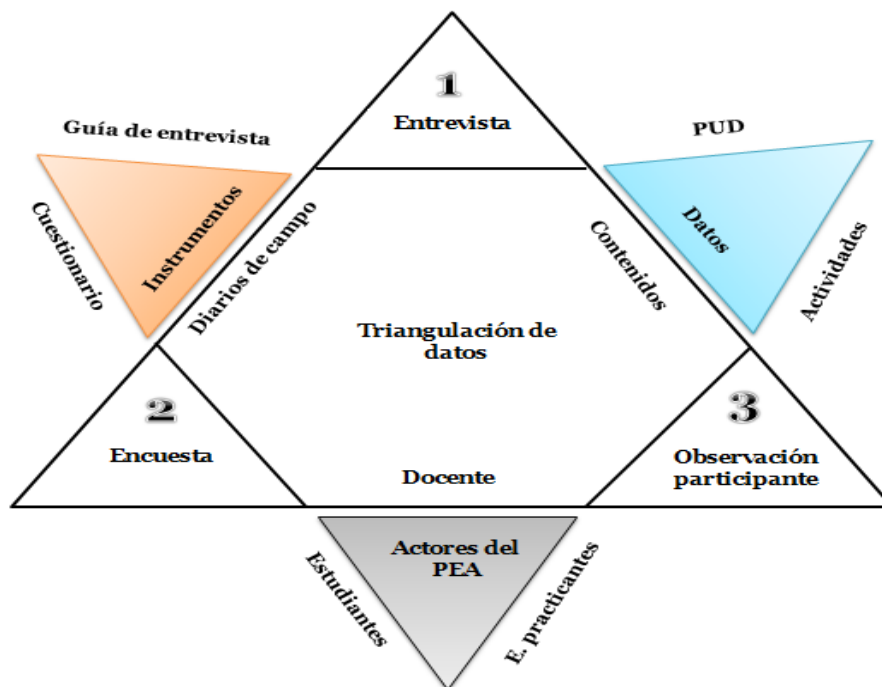 1
Entrevista
Guía de entrevista
Cuestionario
Instrumentos
Diarios de campo
PUD
Datos
Contenidos
Actividades
Triangulación de
datos
2
Encuesta
3
Observación
participante
Docente
Actores del
PEA
Estudiantes
E. practicantes